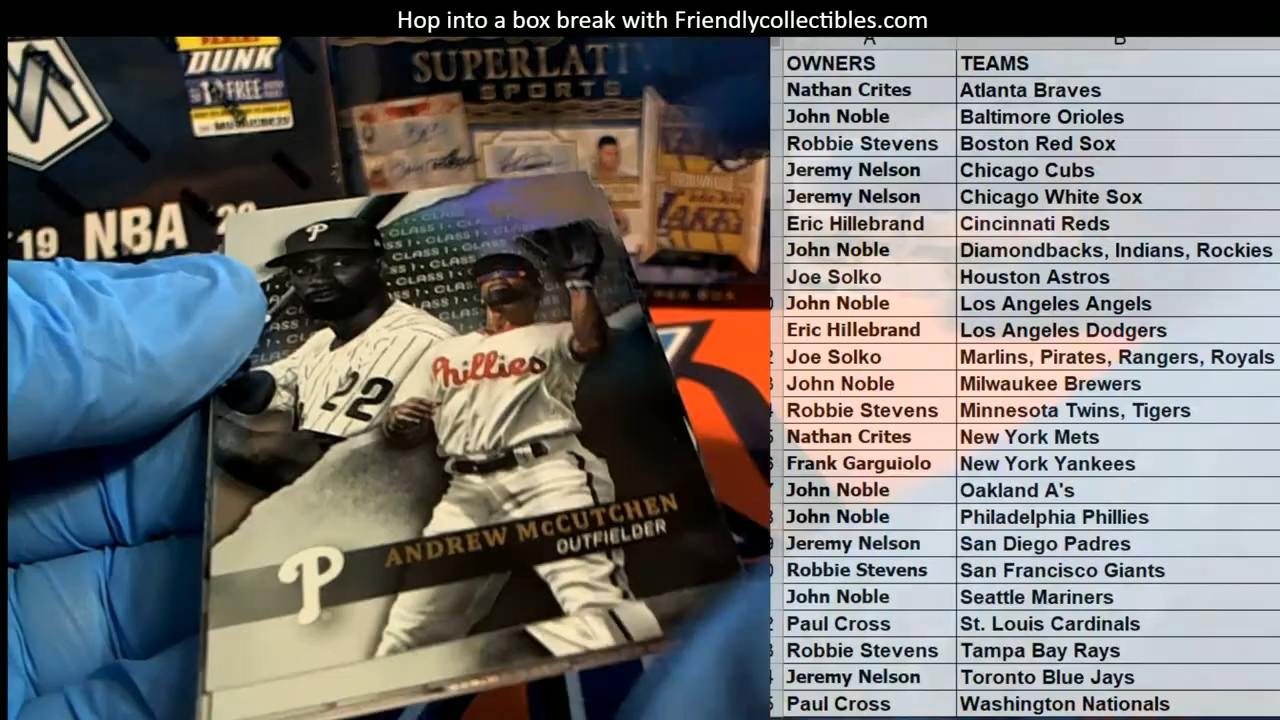 Hop into a box break with Friendlycollectibles.com
A B
OWNERS TEAMS
Nathan Crites Atlanta Braves
John Noble Baltimore Orioles
Robbie Stevens Boston Red Sox
Jeremy Nelson Chicago Cubs
Jeremy Nelson Chicago White Sox
Eric Hillebrand Cincinnati Reds
John Noble Diamondbacks, Indians, Rockies
Joe Solko Houston Astros
John Noble Los Angeles Angels
Eric Hillebrand Los Angeles Dodgers
Joe Solko Marlins, Pirates, Rangers, Royals
John Noble Milwaukee Brewers
Robbie Stevens Minnesota Twins, Tigers
Nathan Crites New York Mets
Frank Garguiolo New York Yankees
John Noble Oakland A's
John Noble Philadelphia Phillies
Jeremy Nelson San Diego Padres
Robbie Stevens San Francisco Giants
John Noble Seattle Mariners
Paul Cross St. Louis Cardinals
Robbie Stevens Tampa Bay Rays
Jeremy Nelson Toronto Blue Jays
Paul Cross Washington Nationals
DUNK
FREE
SUPERLATIV
SPORTS
'19 NBA '20
P
CLASS 1
Phillies
22
ANDREW McCUTCHEN
OUTFIELDER
P